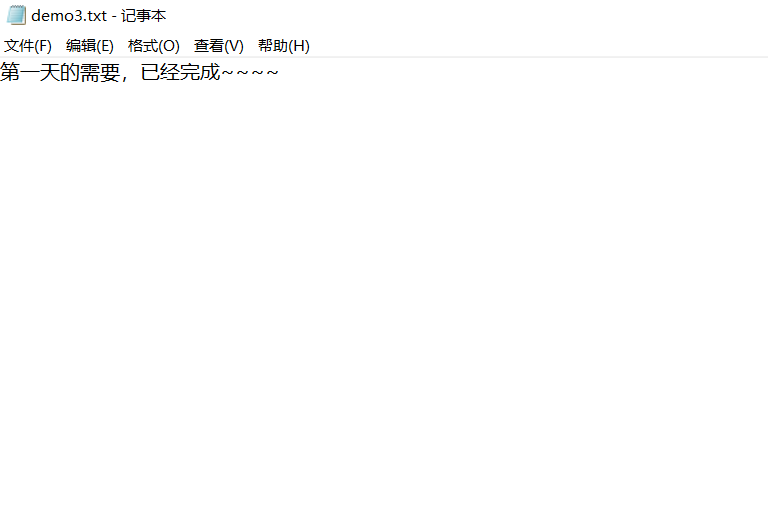 demo3.txt - 记事本
文件(F) 编辑(E) 格式(O) 查看(V) 帮助(H)
第一天的需要，已经完成~~~~